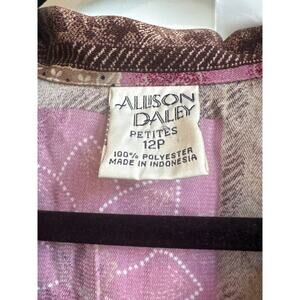 ALLISON
DALEY
PETITES
12P
100% POLYESTER
MADE IN INDONESIA